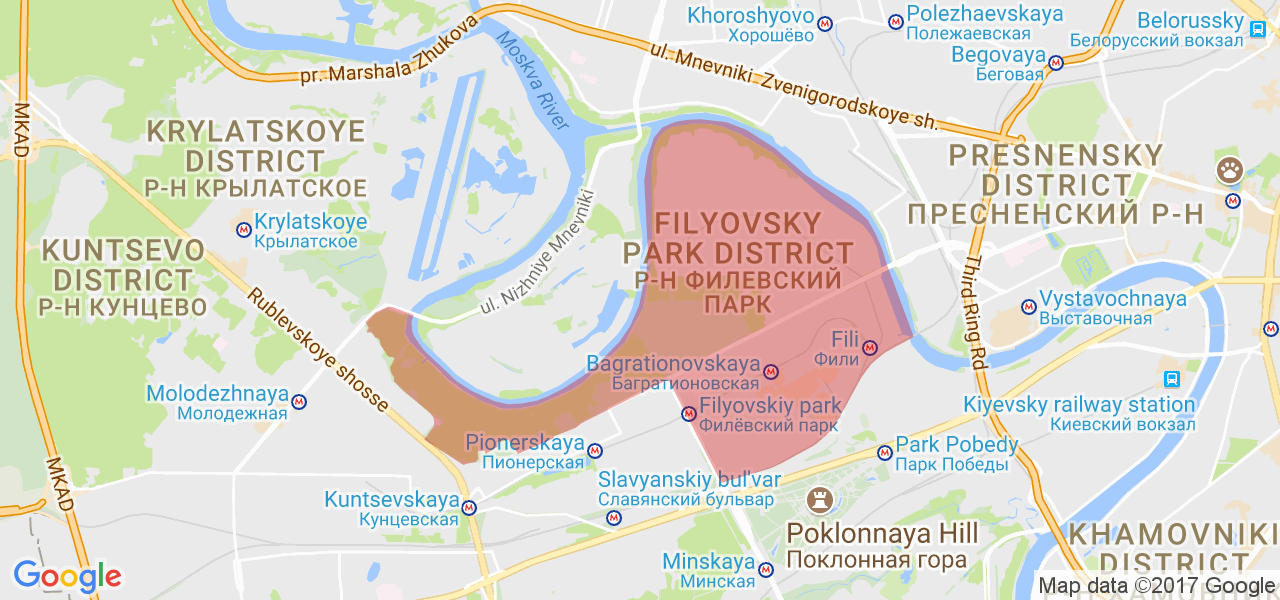 Khoroshyovo
Хорошёво
Polezhaevskaya
Полежаевская
Belorussky
Белорусский вокзал
Begovaya
Беговая
pr. Marshala Zhukova
Moskva River
ul. Mnevniki
Zvenigorodskoye sh.
MKAD
KRYLATSKOYE
DISTRICT
Р-Н КРЫЛАТСКОЕ
PRESNENSKY
DISTRICT
ПРЕСНЕНСКИЙ Р-Н
Krylatskoye
Крылатское
FILYOVSKY
PARK DISTRICT
Р-Н ФИЛЕВСКИЙ
ПАРК
KUNTSEVO
DISTRICT
Р-Н КУНЦЕВО
ul. Nizhniye Mnevniki
Third Ring Rd
Vystavochnaya
Выставочная
Rublevskoye shosse
Fili
Фили
Bagrationovskaya
Багратионовская
Molodezhnaya
Молодежная
Filyovskiy park
Филёвский парк
Kiyevsky railway station
Киевский вокзал
Pionerskaya
Пионерская
Park Pobedy
Парк Победы
Slavyanskiy bul'var
Славянский бульвар
MKAD
Kuntsevskaya
Кунцевская
Poklonnaya Hill
Поклонная гора
KHAMOVNIKI
DISTRICT
Minskaya
Минская
Google
Map data ©2017 Google